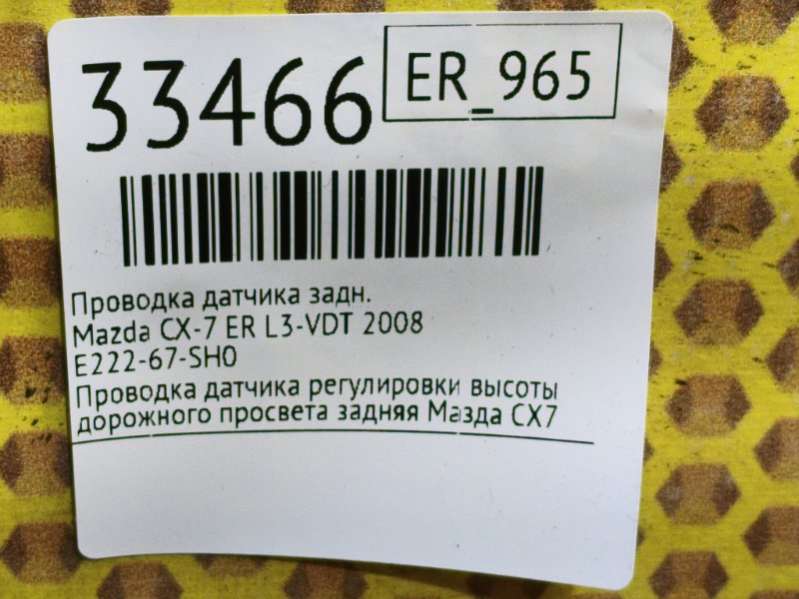 33466
ER_965
Проводка датчика задн.
Mazda CX-7 ER L3-VDT 2008
E222-67-SH0
Проводка датчика регулировки высоты
дорожного просвета задняя Мазда CX7